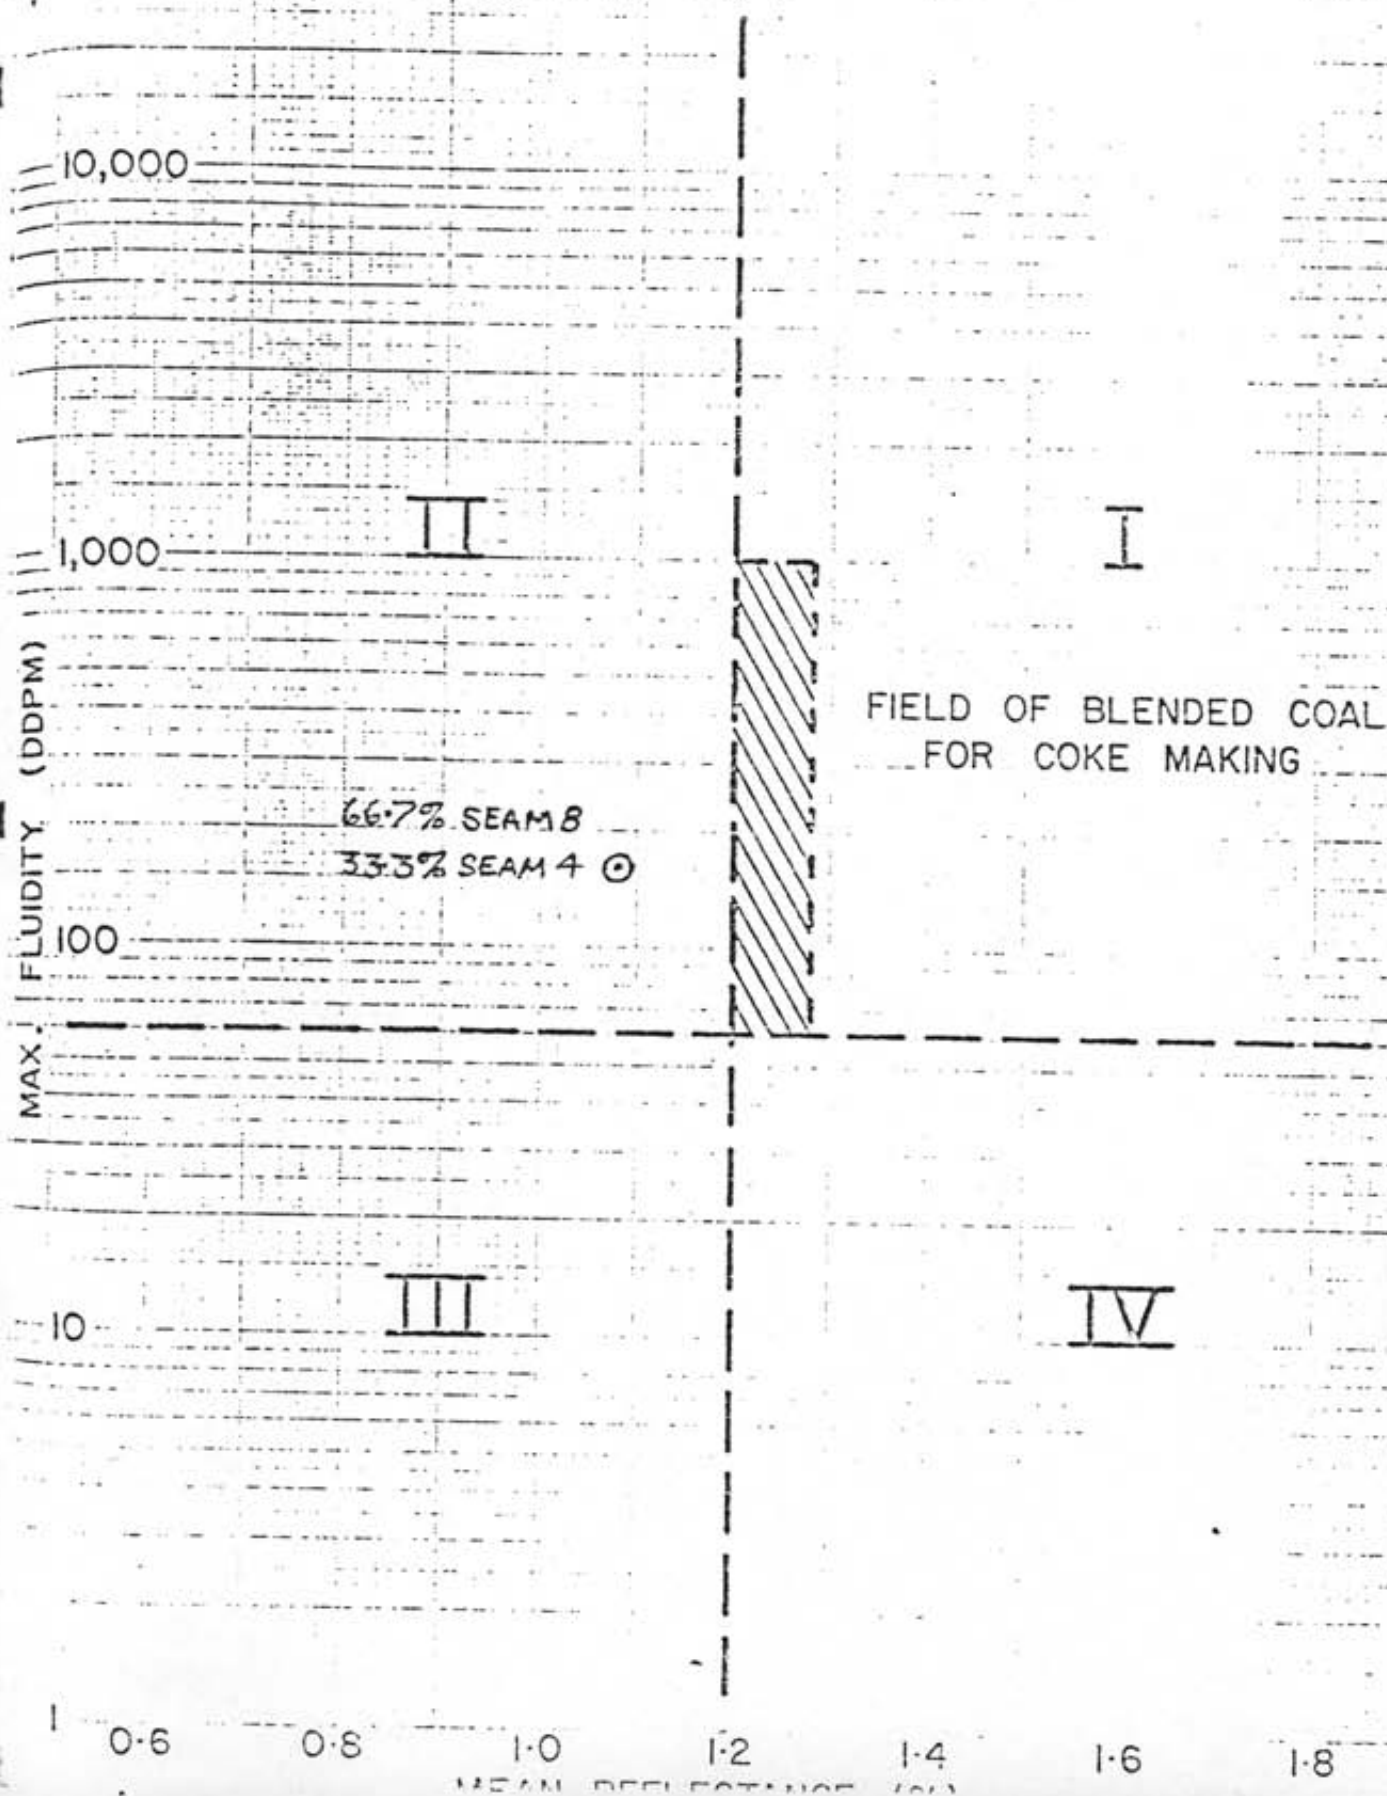 10,000
II
I
1,000
FIELD OF BLENDED COAL
FOR COKE MAKING
66.7% SEAM 8
33.3% SEAM 4
100
MAX. FLUIDITY (DDPM)
III
IV
10
1
0.6 0.8 1.0 1.2 1.4 1.6 1.8
MEAN REFLECTANCE (%)